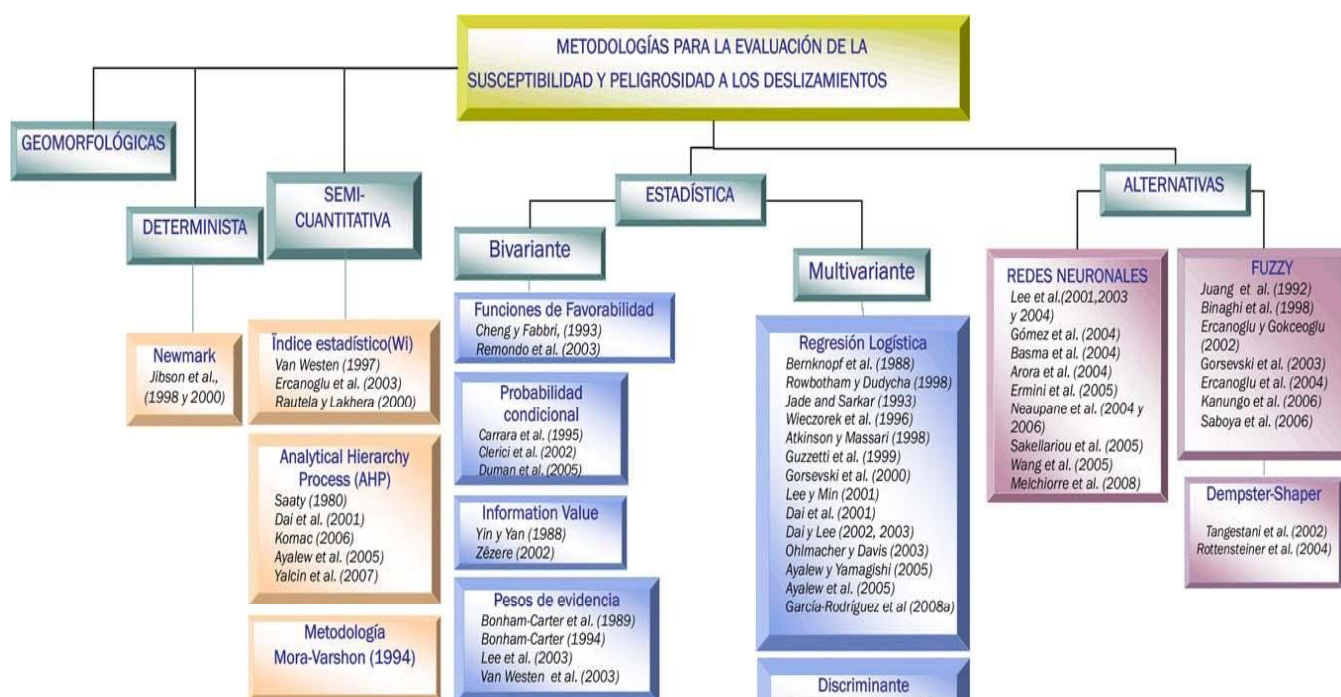 METODOLOGÍAS PARA LA EVALUACIÓN DE LA
SUSCEPTIBILIDAD Y PELIGROSIDAD A LOS DESLIZAMIENTOS
GEOMORFOLÓGICAS
DETERMINISTA
Newmark
Jibson et al.,
(1998 y 2000)
SEMI-
CUANTITATIVA
Ïndice estadístico(Wi)
Van Westen (1997)
Ercanoglu et al. (2003)
Rautela y Lakhera (2000)
Analytical Hierarchy
Process (AHP)
Saaty (1980)
Dai et al. (2001)
Komac (2006)
Ayalew et al. (2005)
Yalcin et al. (2007)
Metodología
Mora-Varshon (1994)
ESTADÍSTICA
Bivariante
Funciones de Favorabilidad
Cheng y Fabbri, (1993)
Remondo et al. (2003)
Probabilidad
condicional
Carrara et al. (1995)
Clerici et al. (2002)
Duman et al. (2005)
Information Value
Yin y Yan (1988)
Zézere (2002)
Pesos de evidencia
Bonham-Carter et al. (1989)
Bonham-Carter (1994)
Lee et al. (2003)
Van Westen et al. (2003)
Multivariante
Regresión Logística
Bernknopf et al. (1988)
Rowbotham y Dudycha (1998)
Jade and Sarkar (1993)
Wieczorek et al. (1996)
Atkinson y Massari (1998)
Guzzetti et al. (1999)
Gorsevski et al. (2000)
Lee y Min (2001)
Dai et al. (2001)
Dai y Lee (2002, 2003)
Ohlmacher y Davis (2003)
Ayalew y Yamagishi (2005)
Ayalew et al. (2005)
García-Rodríguez et al (2008a)
Discriminante
ALTERNATIVAS
REDES NEURONALES
Lee et al.(2001,2003
y 2004)
Gómez et al. (2004)
Basma et al. (2004)
Arora et al. (2004)
Ermini et al. (2005)
Neaupane et al. (2004 y
2006)
Sakellariou et al. (2005)
Wang et al. (2005)
Melchiorre et al. (2008)
FUZZY
Juang et al. (1992)
Binaghi et al. (1998)
Ercanoglu y Gokceoglu
(2002)
Gorsevski et al. (2003)
Ercanoglu et al. (2004)
Kanungo et al. (2006)
Saboya et al. (2006)
Dempster-Shaper
Tangestani et al. (2002)
Rottensteiner et al. (2004)